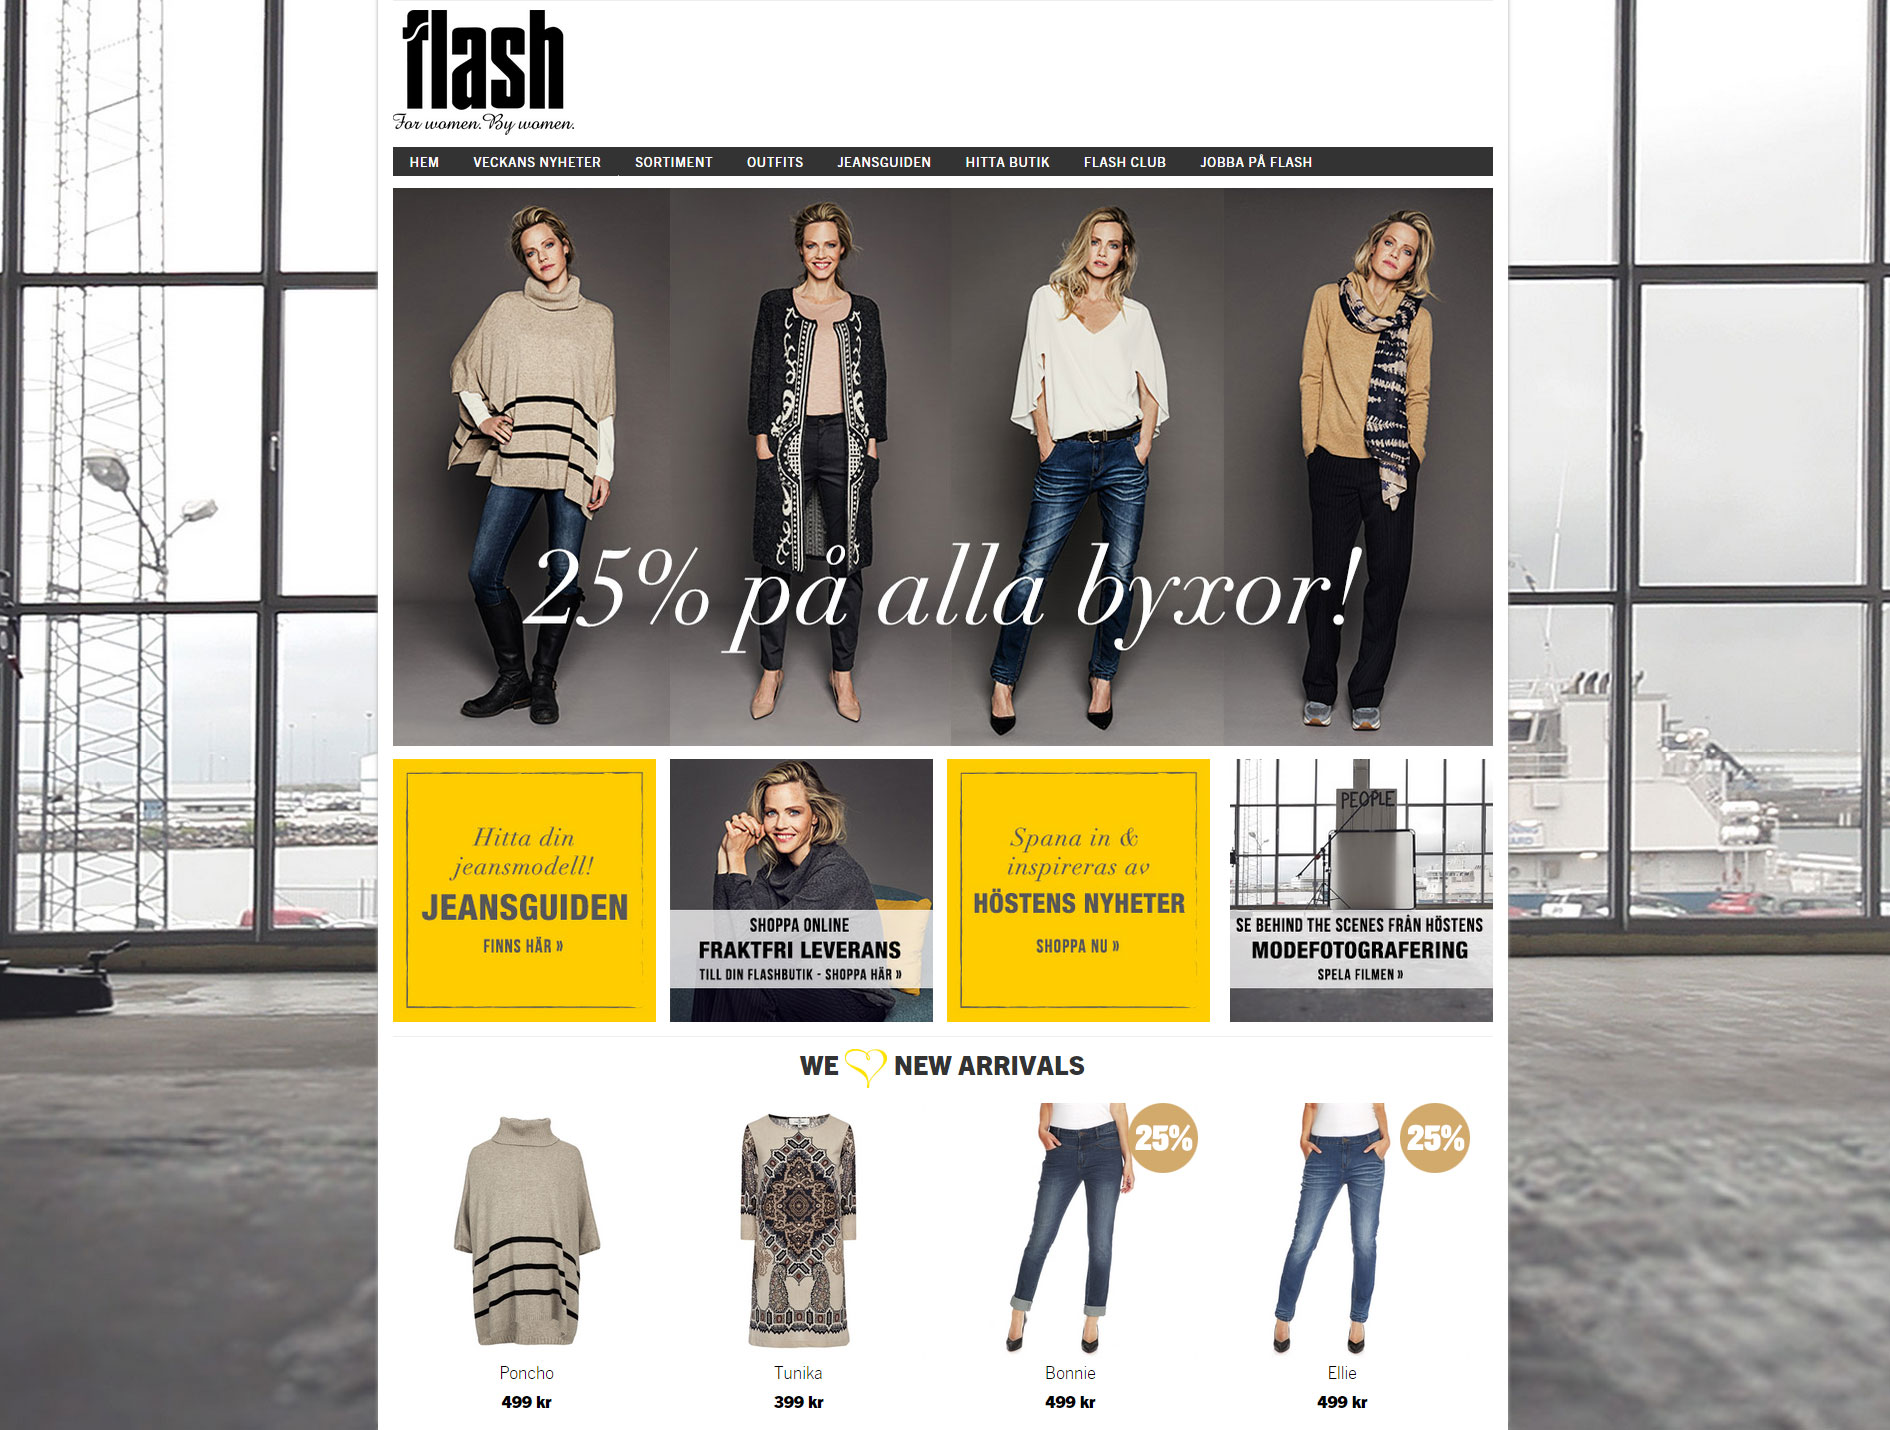 flash
For women. By women.
HEM VECKANS NYHETER SORTIMENT OUTFITS JEANSGUIDEN HITTA BUTIK FLASH CLUB JOBBA PÅ FLASH
25% på alla byxor!
Hitta din
jeansmodell!
JEANSGUIDEN
FINNS HÄR »
SHOPPA ONLINE
FRAKTFRI LEVERANS
TILL DIN FLASHBUTIK - SHOPPA HÄR »
Spana in &
inspireras av
HÖSTENS NYHETER
SHOPPA NU »
PEOPLE
SE BEHIND THE SCENES FRÅN HÖSTENS
MODEFOTOGRAFERING
SPELA FILMEN »
WE NEW ARRIVALS
25%
25%
Poncho
499 kr
Tunika
399 kr
Bonnie
499 kr
Ellie
499 kr